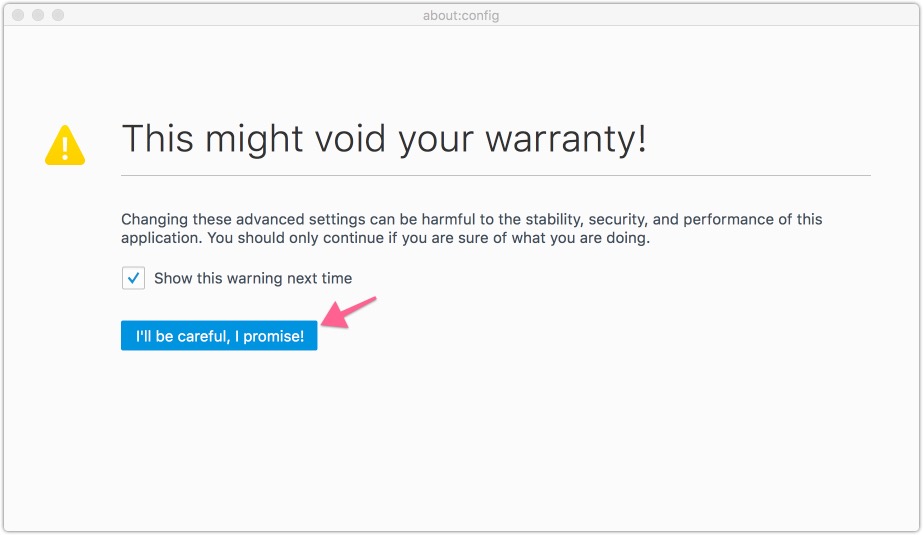 about:config
This might void your warranty!
Changing these advanced settings can be harmful to the stability, security, and performance of this
application. You should only continue if you are sure of what you are doing.
Show this warning next time
I'll be careful, I promise!